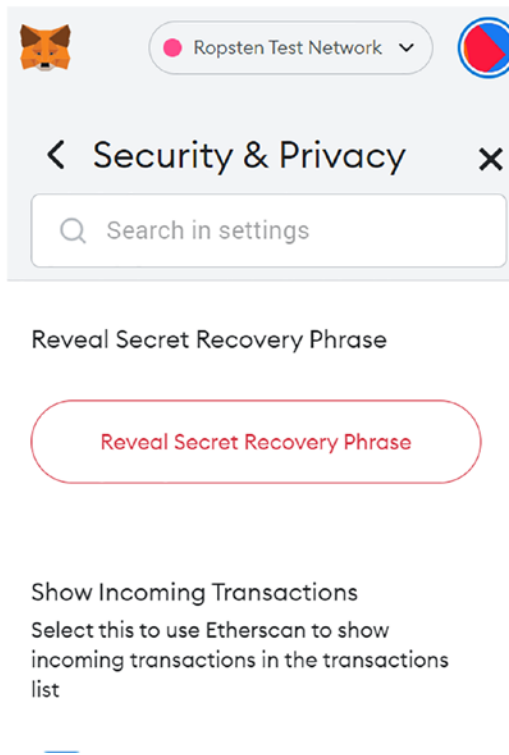 Ropsten Test Network
Security & Privacy
Search in settings
Reveal Secret Recovery Phrase
Reveal Secret Recovery Phrase
Show Incoming Transactions
Select this to use Etherscan to show
incoming transactions in the transactions
list